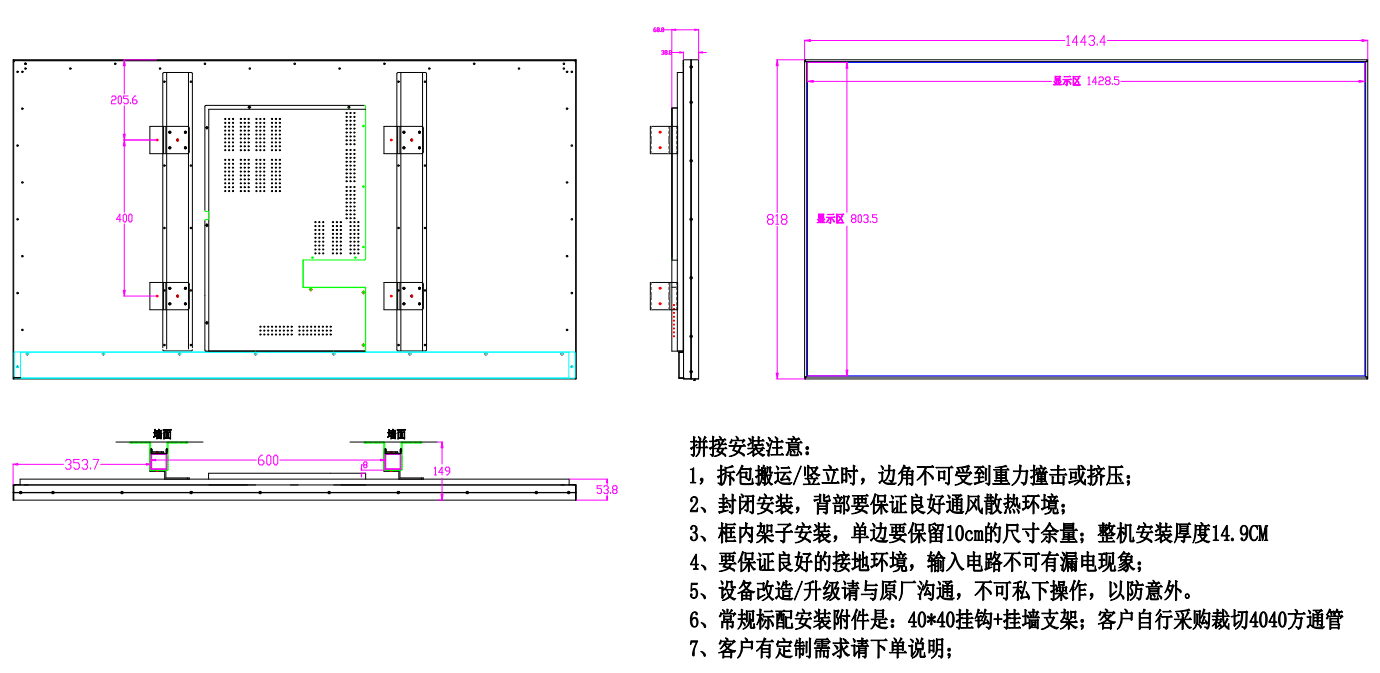 205.6
400
68.8
38.8
1443.4
显示区 1428.5
818
显示区 803.5
墙面
墙面
353.7
600
8
149
53.8
拼接安装注意：
1，拆包搬运/竖立时，边角不可受到重力撞击或挤压；
2、封闭安装，背部要保证良好通风散热环境；
3、框内架子安装，单边要保留10cm的尺寸余量；整机安装厚度14.9CM
4、要保证良好的接地环境，输入电路不可有漏电现象；
5、设备改造/升级请与原厂沟通，不可私下操作，以防意外。
6、常规标配安装附件是：40*40挂钩+挂墙支架；客户自行采购裁切4040方通管
7、客户有定制需求请下单说明；